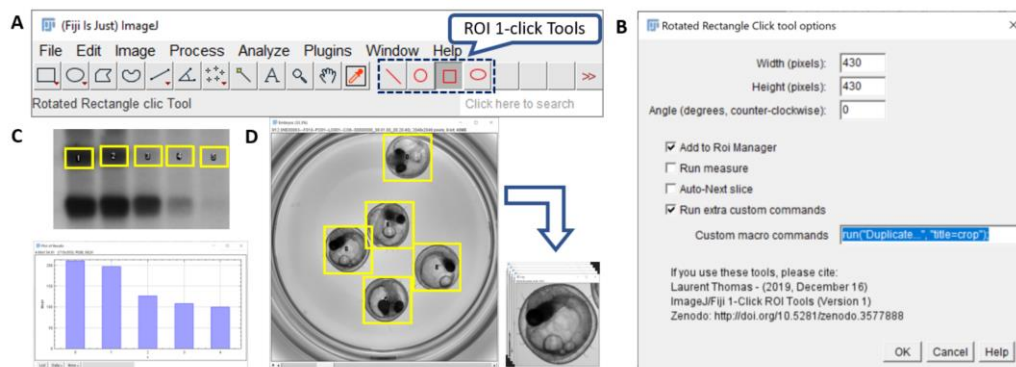 A
(Fiji Is Just) ImageJ
ROI 1-click Tools
File Edit Image Process Analyze Plugins Window Help
A
>>
Rotated Rectangle clic Tool
Click here to search
B
Rotated Rectangle Click tool options
Width (pixels): 430
Height (pixels): 430
Angle (degrees, counter-clockwise): 0
Add to Roi Manager
Run measure
Auto-Next slice
Run extra custom commands
Custom macro commands run("Duplicate...", "title=crop");
If you use these tools, please cite:
Laurent Thomas - (2019, December 16)
ImageJ/Fiji 1-Click ROI Tools (Version 1)
Zenodo: http://doi.org/10.5281/zenodo.3577888
OK Cancel Help
C
1 2 3 4 5
D